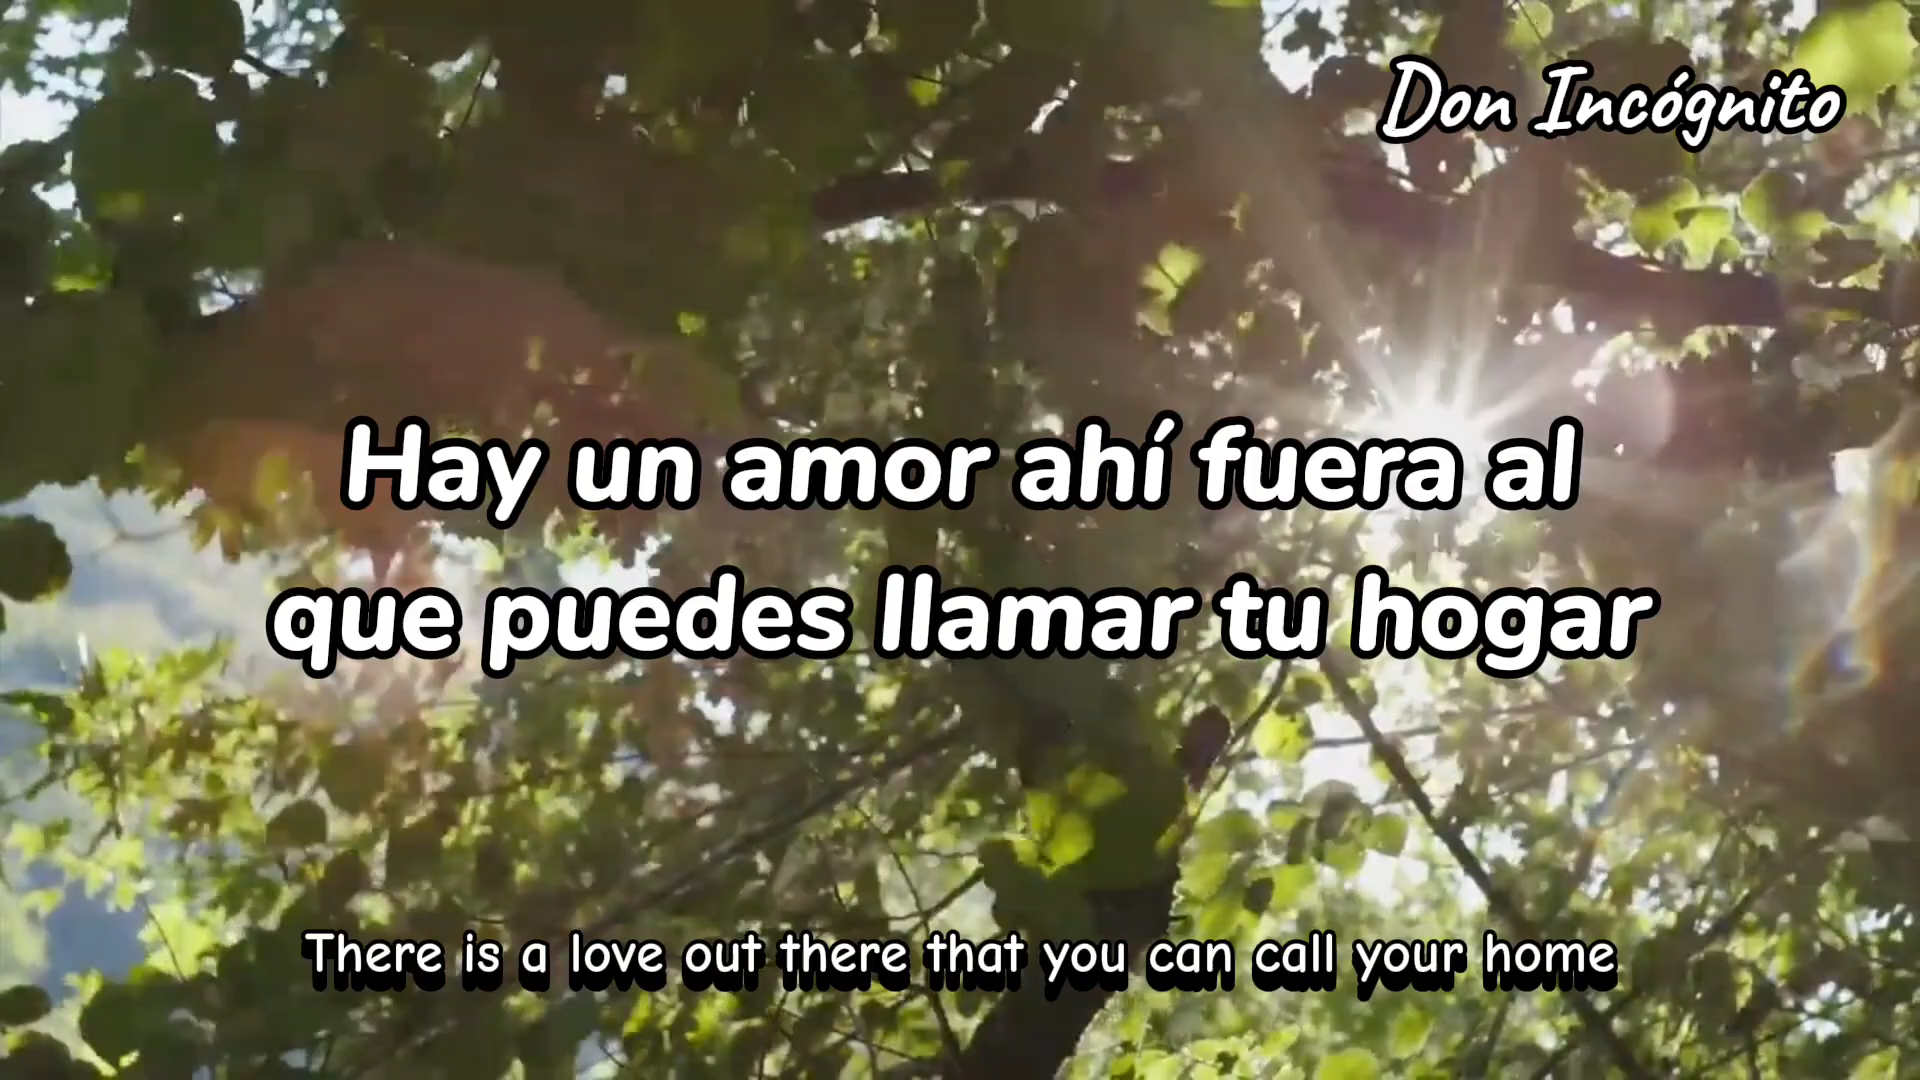 Don Incógnito
Hay un amor ahí fuera al
que puedes llamar tu hogar
There is a love out there that you can call your home